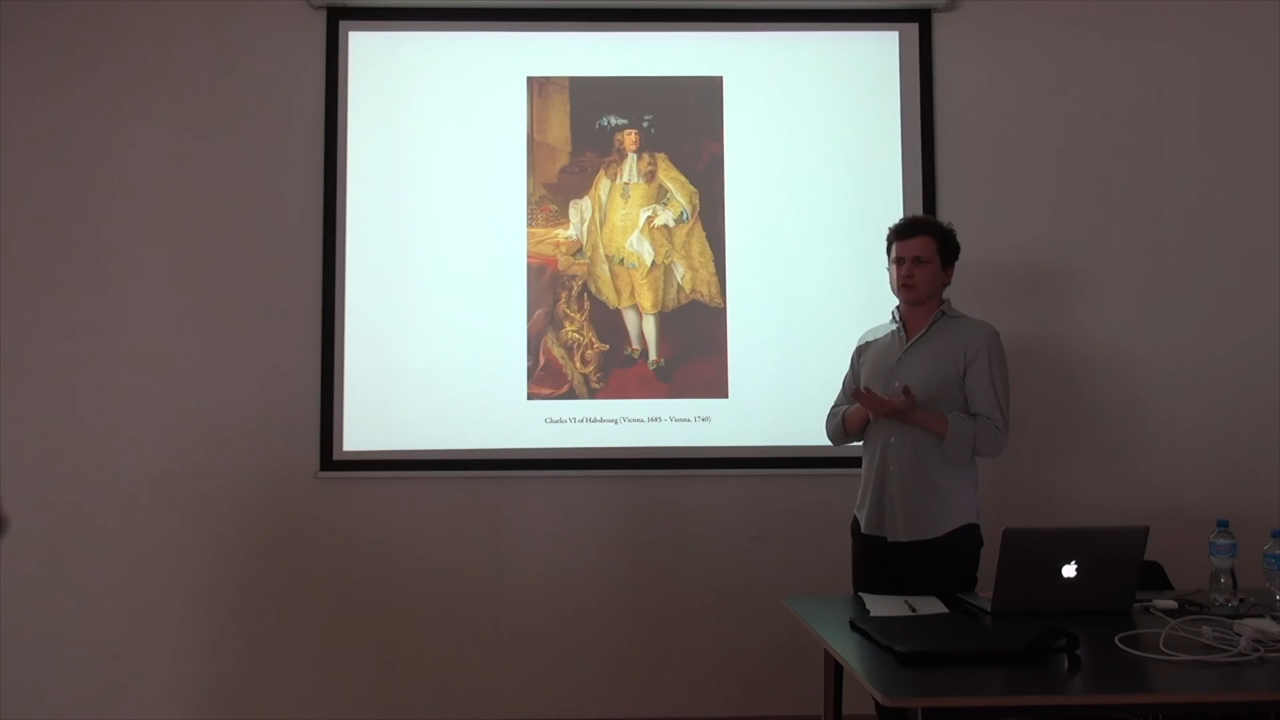 Charles VI of Habsbourg (Vienna, 1685 – Vienna, 1740)